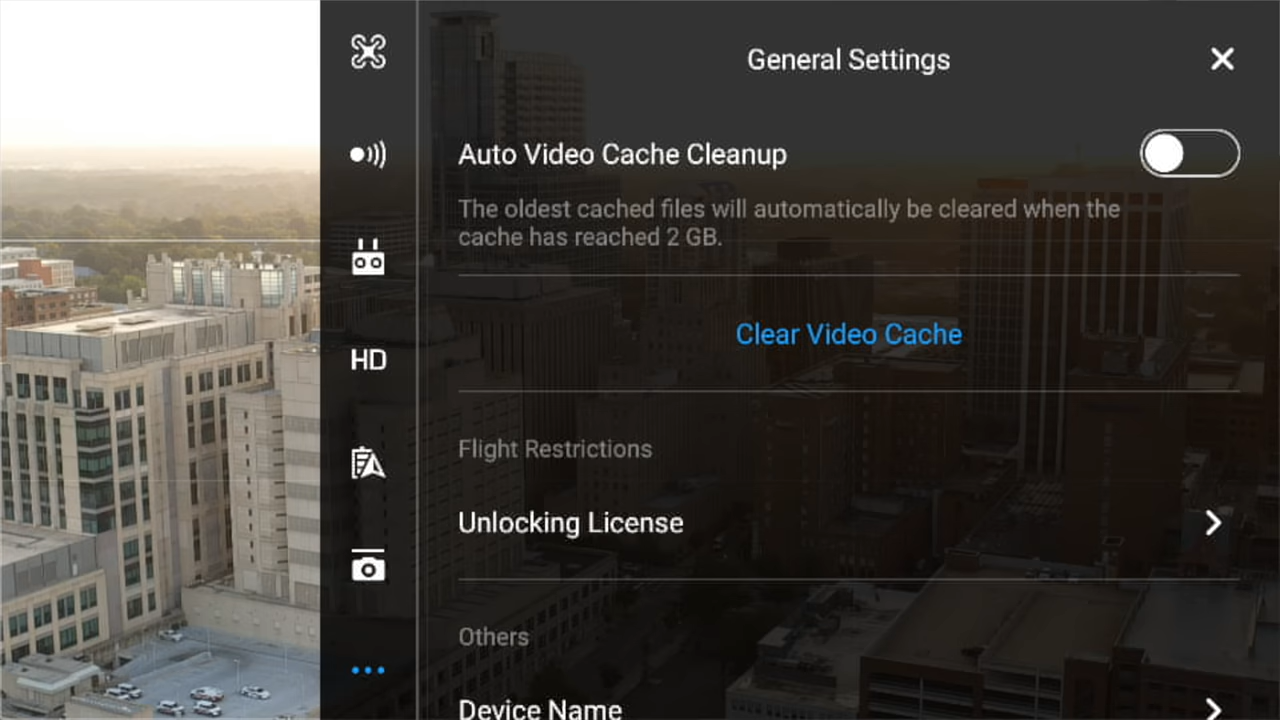 General Settings
Auto Video Cache Cleanup
The oldest cached files will automatically be cleared when the
cache has reached 2 GB.
Clear Video Cache
HD
Flight Restrictions
Unlocking License
Others
Device Name